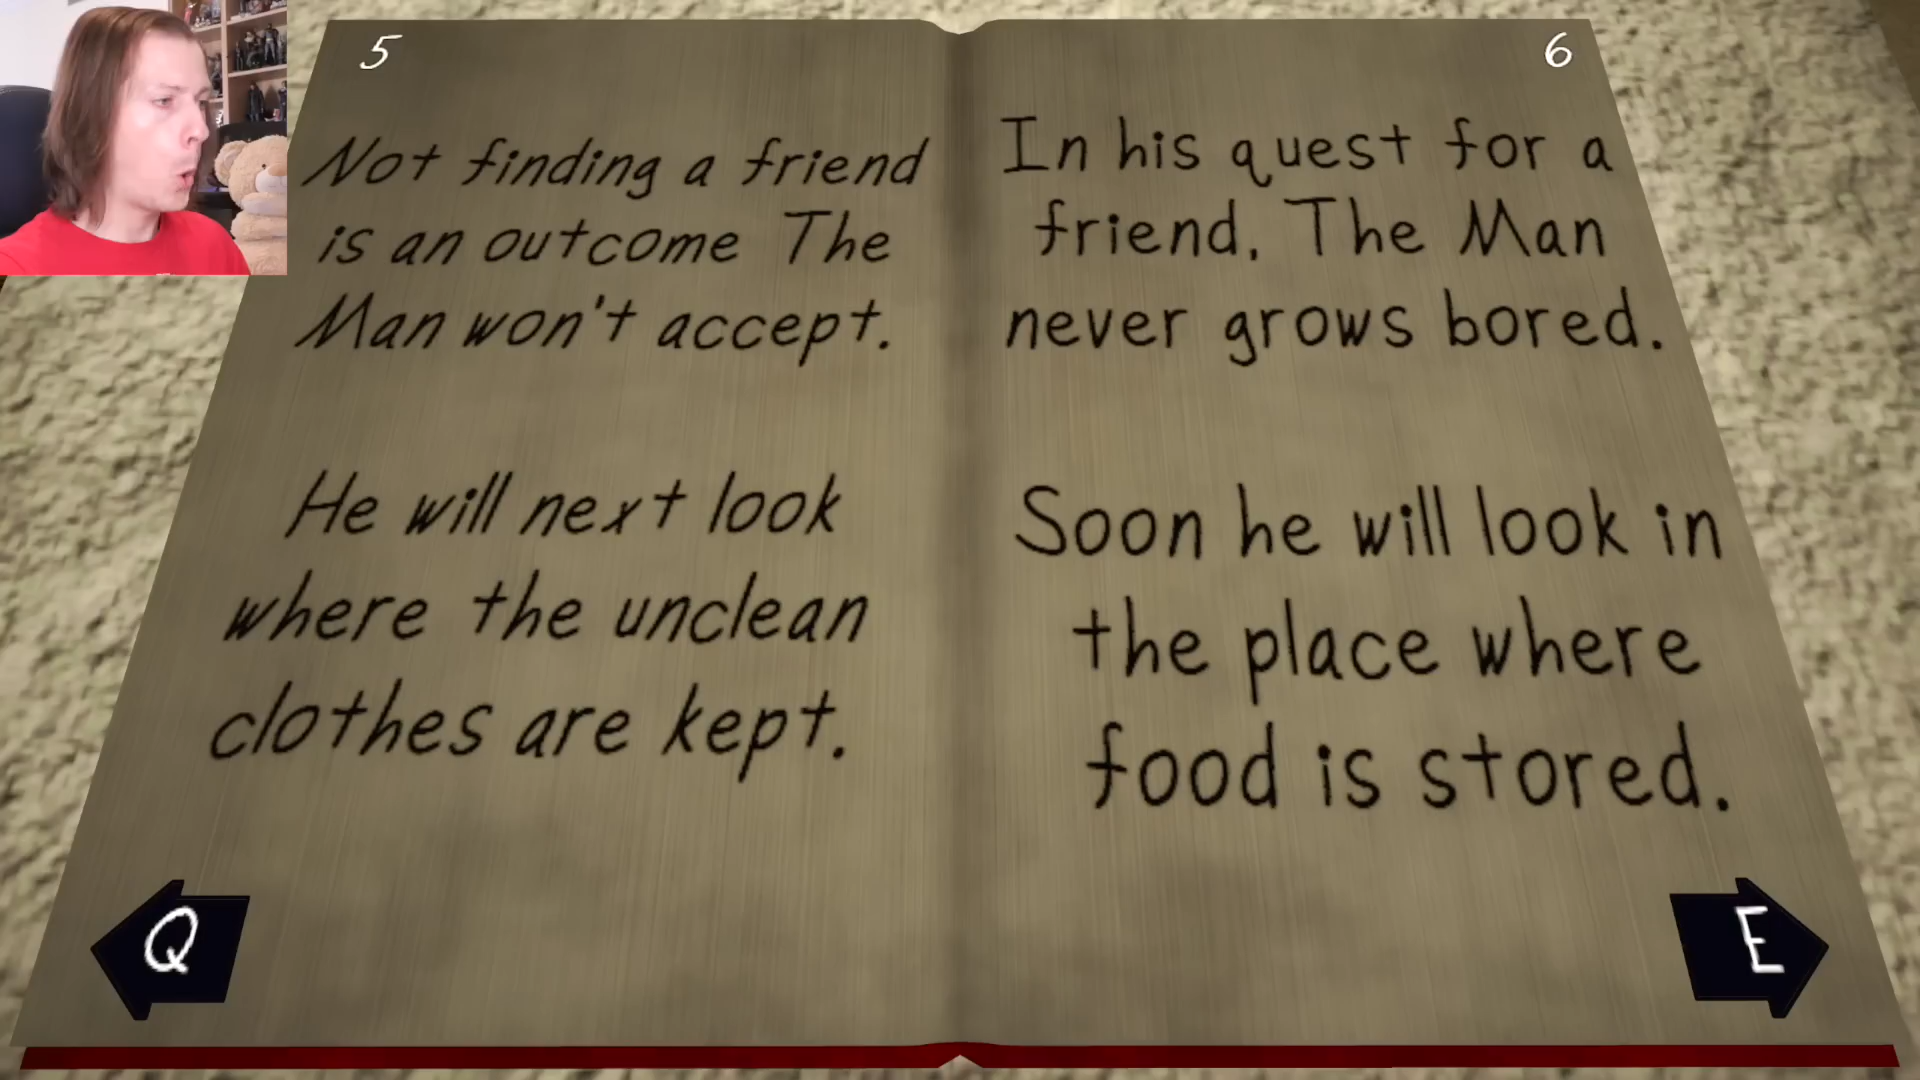 5
Not finding a friend
is an outcome The
Man won't accept.
He will next look
where the unclean
clothes are kept.
Q
6
In his quest for a
friend, The Man
never grows bored.
Soon he will look in
the place where
food is stored.
E